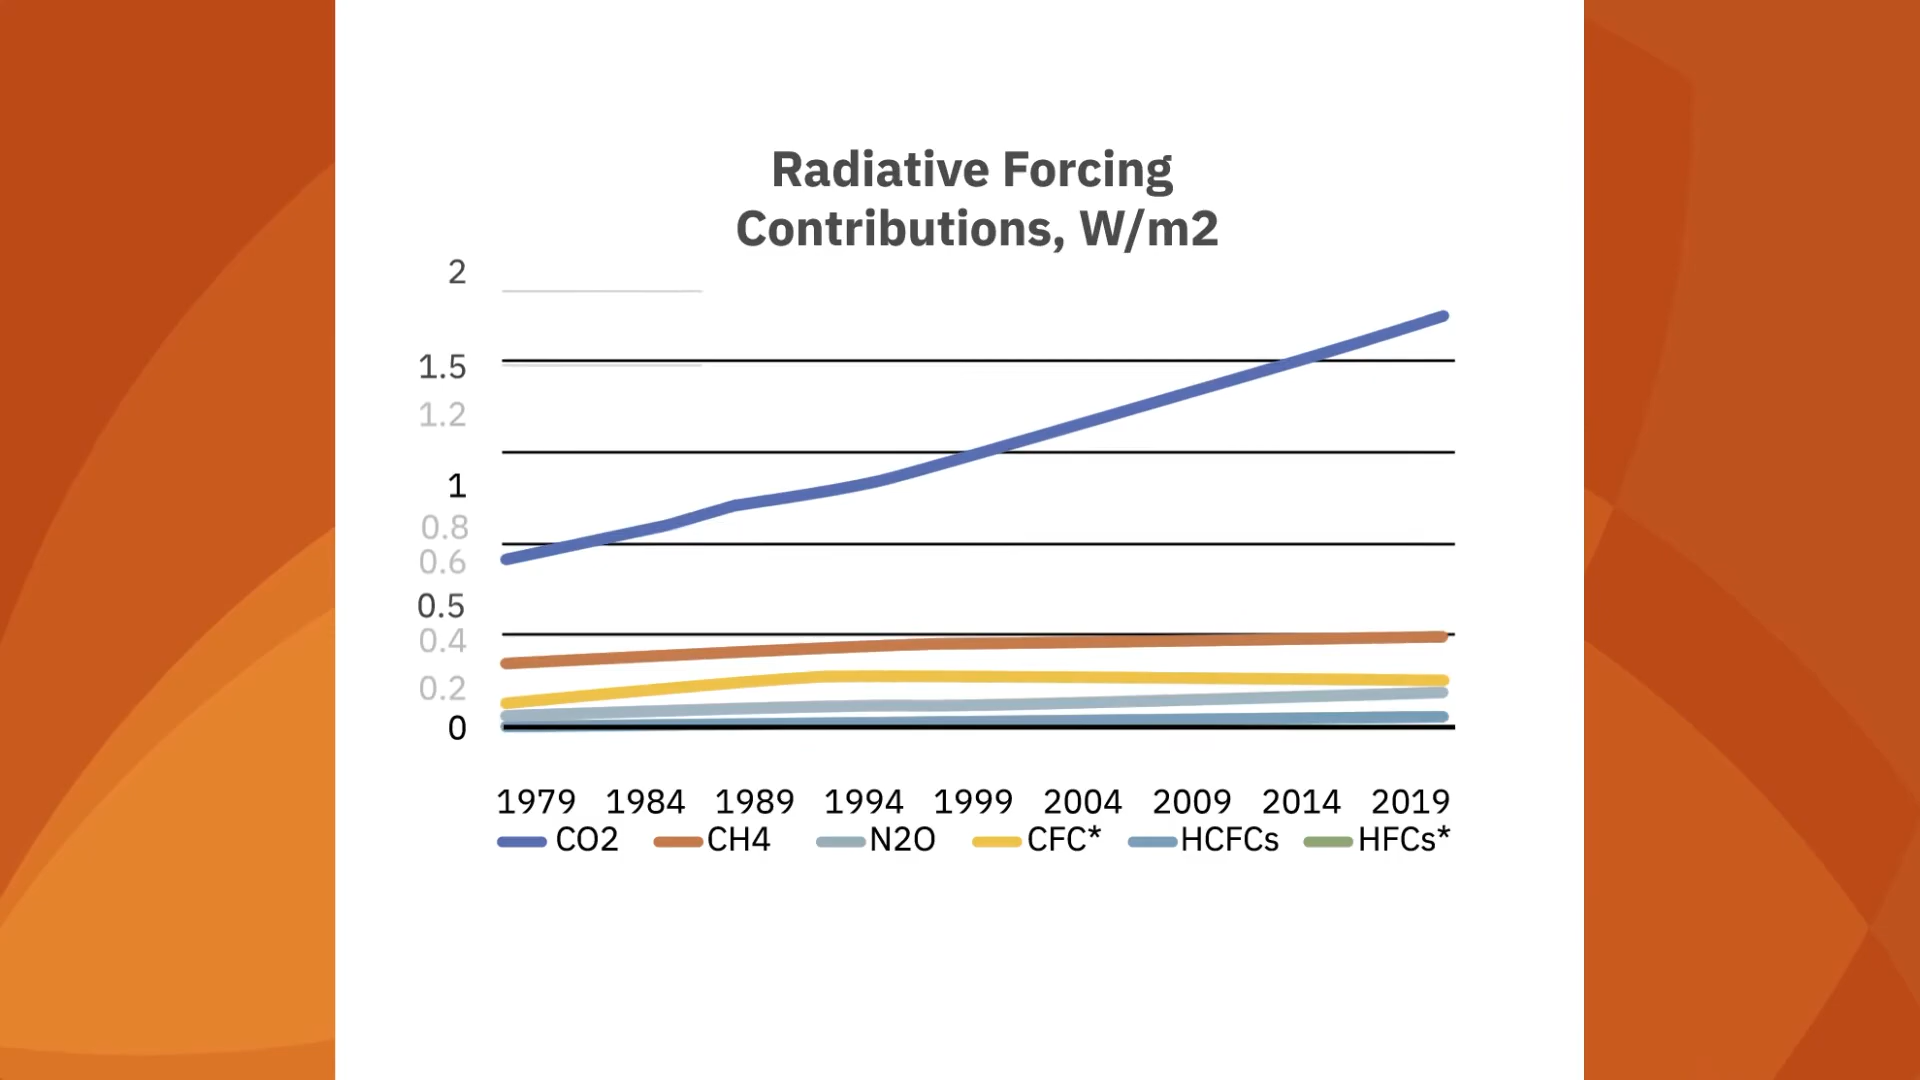 Radiative Forcing
Contributions, W/m2
2
1.5
1.2
1
0.8
0.6
0.5
0.4
0.2
0
1979 1984 1989 1994 1999 2004 2009 2014 2019
CO2 CH4 N2O CFC* HCFCs HFCs*